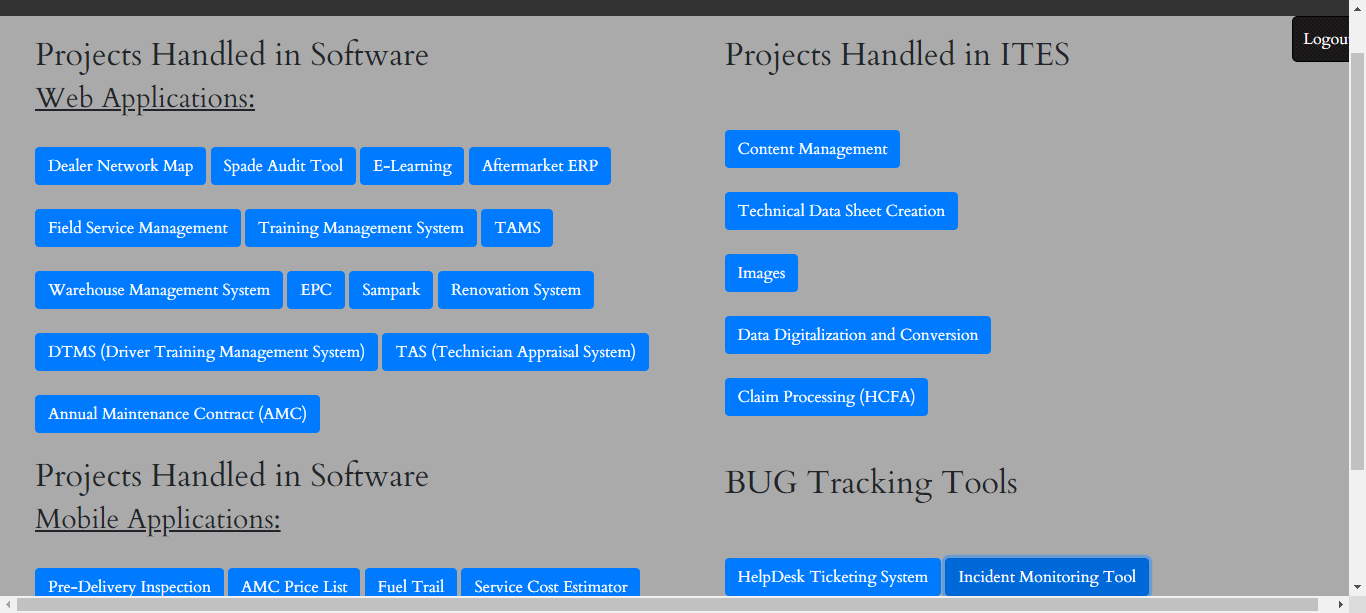 Projects Handled in Software
Web Applications:
Dealer Network Map Spade Audit Tool E-Learning Aftermarket ERP
Field Service Management Training Management System TAMS
Warehouse Management System EPC Sampark Renovation System
DTMS (Driver Training Management System) TAS (Technician Appraisal System)
Annual Maintenance Contract (AMC)
Projects Handled in Software
Mobile Applications:
Pre-Delivery Inspection AMC Price List Fuel Trail Service Cost Estimator
Projects Handled in ITES
Logou
Content Management
Technical Data Sheet Creation
Images
Data Digitalization and Conversion
Claim Processing (HCFA)
BUG Tracking Tools
HelpDesk Ticketing System Incident Monitoring Tool